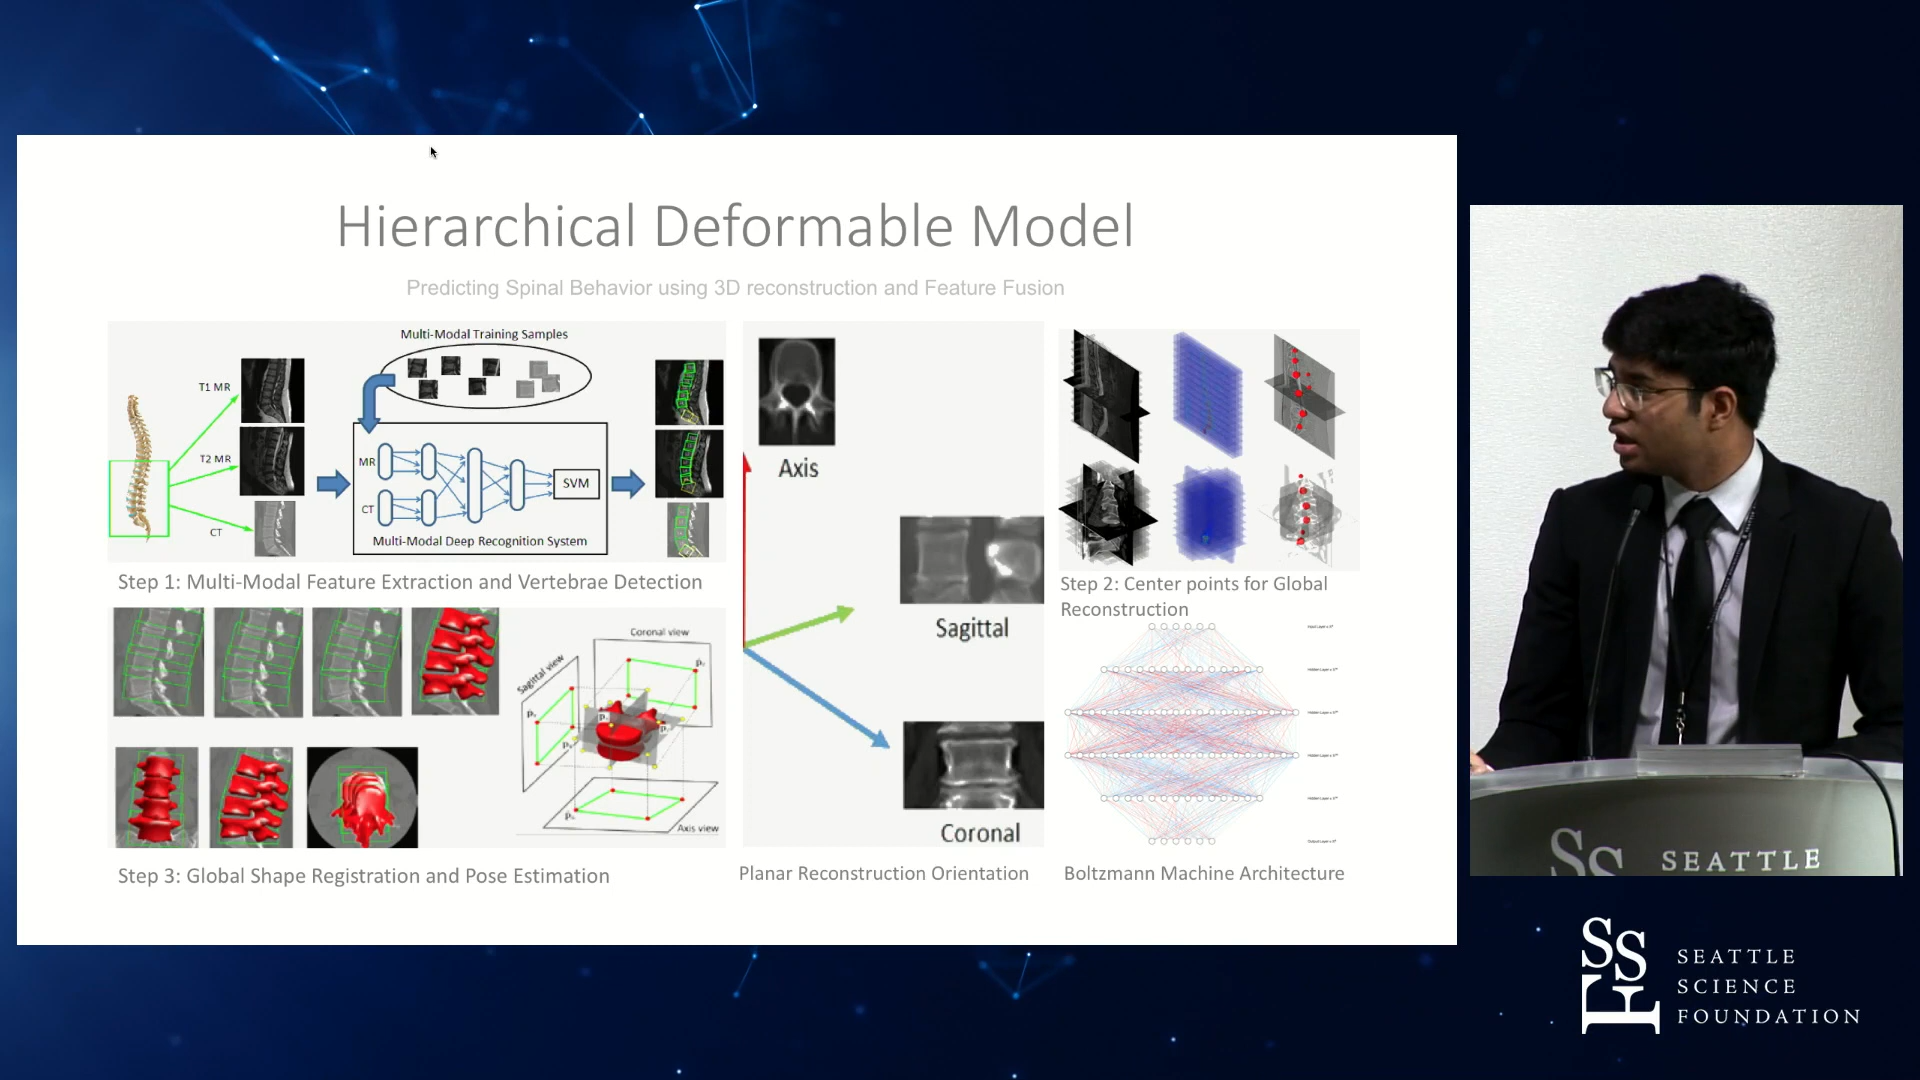 Hierarchical Deformable Model
Predicting Spinal Behavior using 3D reconstruction and Feature Fusion
Multi-Modal Training Samples
T1 MR
T2 MR
CT
MR
CT
SVM
Multi-Modal Deep Recognition System
Step 1: Multi-Modal Feature Extraction and Vertebrae Detection
Coronal view
Sagittal view
Axis view
Step 3: Global Shape Registration and Pose Estimation
Axis
Sagittal
Coronal
Planar Reconstruction Orientation
Step 2: Center points for Global
Reconstruction
Boltzmann Machine Architecture
SSF SEATTLE
SSF
SEATTLE
SCIENCE
FOUNDATION